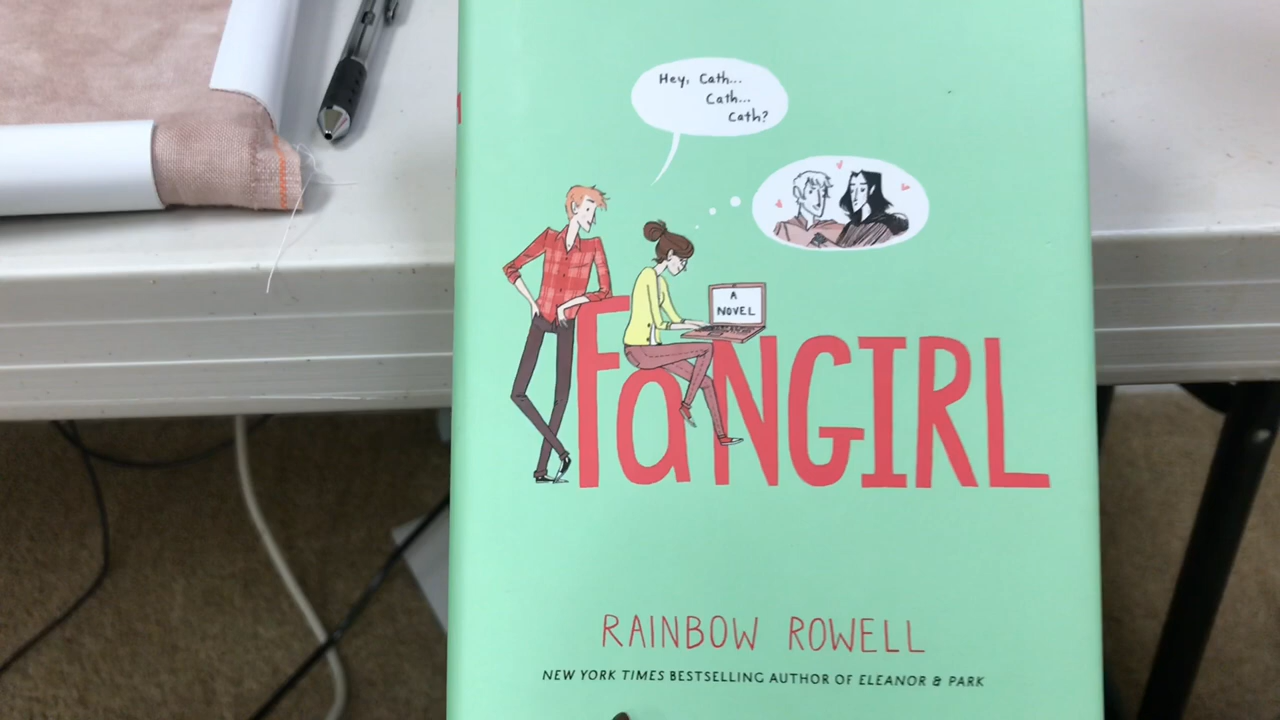 Hey, Cath...
Cath...
Cath?
A
NOVEL
FaNGIRL
RAINBOW ROWELL
NEW YORK TIMES BESTSELLING AUTHOR OF ELEANOR & PARK